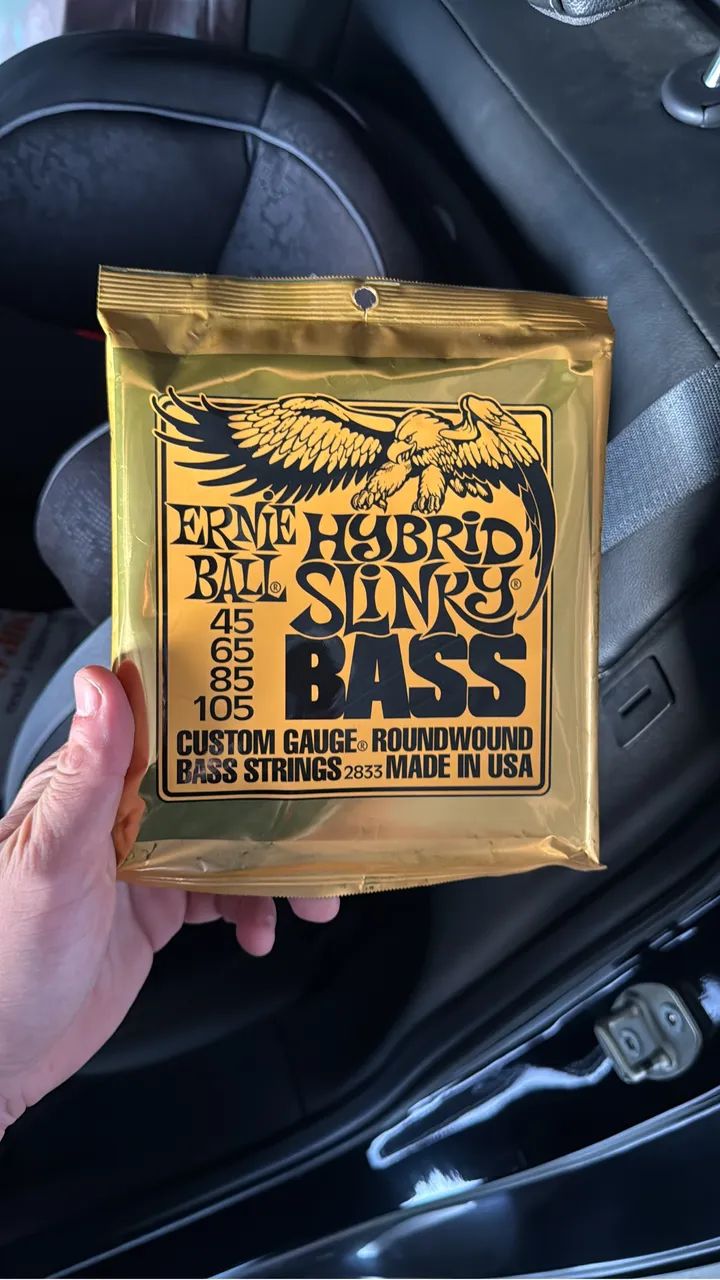 ERNIE
BALL®
HYBRID
SLINKY®
BASS
45
65
85
105
CUSTOM GAUGE® ROUNDWOUND
BASS STRINGS 2833 MADE IN USA